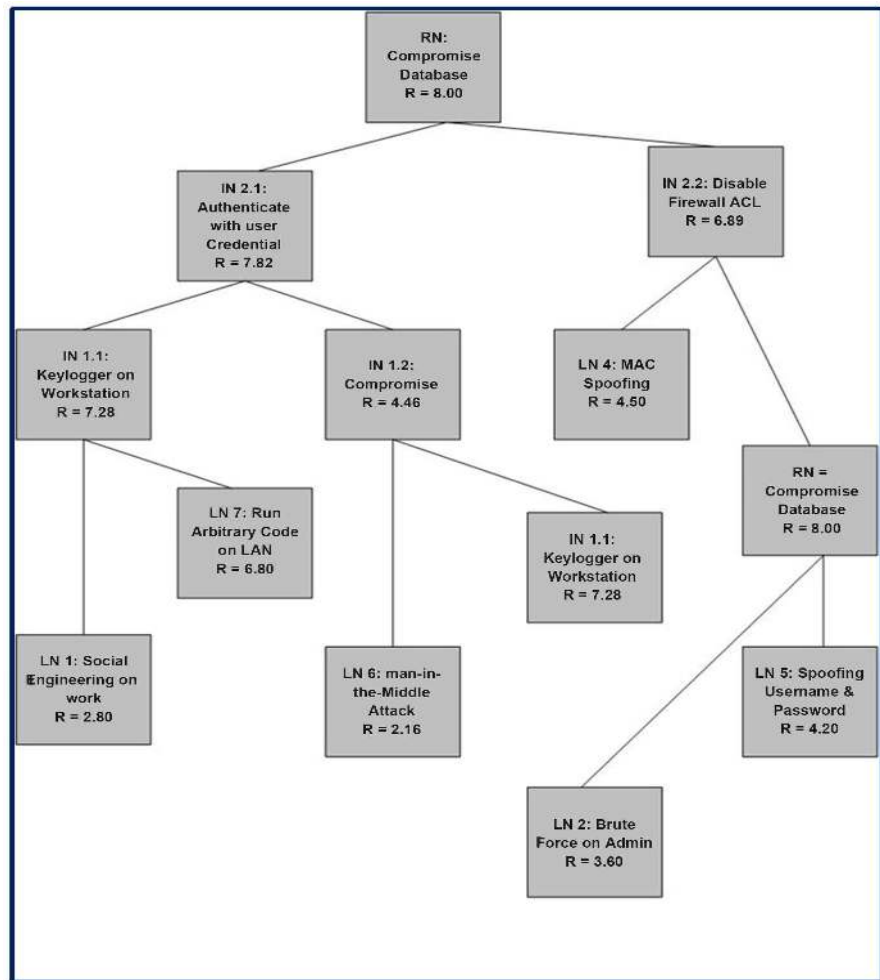 RN:
Compromise
Database
R = 8.00
IN 2.1:
Authenticate
with user
Credential
R = 7.82
IN 2.2: Disable
Firewall ACL
R = 6.89
IN 1.1:
Keylogger on
Workstation
R = 7.28
IN 1.2:
Compromise
R = 4.46
LN 4: MAC
Spoofing
R = 4.50
RN =
Compromise
Database
R = 8.00
LN 7: Run
Arbitrary Code
on LAN
R = 6.80
IN 1.1:
Keylogger on
Workstation
R = 7.28
LN 1: Social
Engineering on
work
R = 2.80
LN 6: man-in-
the-Middle
Attack
R = 2.16
LN 5: Spoofing
Username &
Password
R = 4.20
LN 2: Brute
Force on Admin
R = 3.60